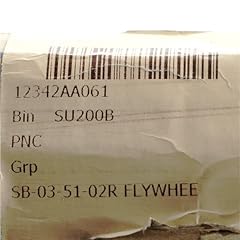 12342AA061
Bin SU200B
PNC
Grp
SB-03-51-02R FLYWHEE